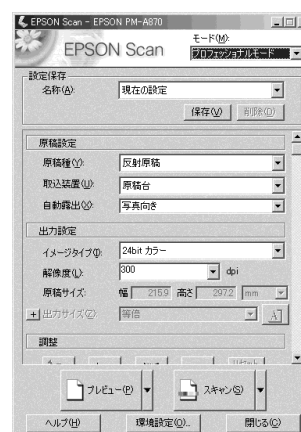 EPSON Scan - EPSON PM-A870
EPSON Scan
モード(M):
プロフェッショナルモード
設定保存
名称(A):
現在の設定
保存(V)
削除(D)
原稿設定
原稿種(Y):
反射原稿
取込装置(U):
原稿台
自動露出(X):
写真向き
出力設定
イメージタイプ(I):
24bit カラー
解像度(L):
300
dpi
原稿サイズ:
幅
215.9
高さ
297.2
mm
出力サイズ(Z):
等倍
調整
プレビュー(P)
スキャン(S)
ヘルプ(H)
環境設定(O)...
閉じる(C)